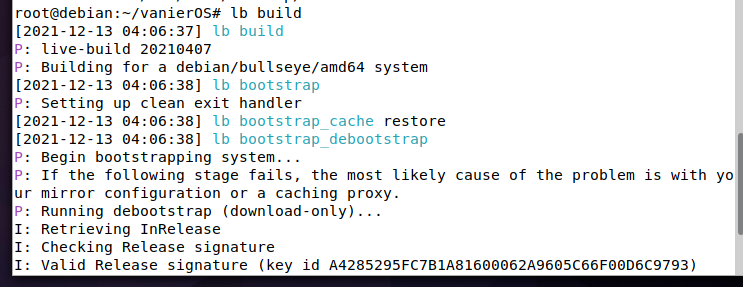 root@debian:~/vanierOS# lb build
[2021-12-13 04:06:37] lb build
P: live-build 20210407
P: Building for a debian/bullseye/amd64 system
[2021-12-13 04:06:38] lb bootstrap
P: Setting up clean exit handler
[2021-12-13 04:06:38] lb bootstrap_cache restore
[2021-12-13 04:06:38] lb bootstrap_debootstrap
P: Begin bootstrapping system...
P: If the following stage fails, the most likely cause of the problem is with yo
ur mirror configuration or a caching proxy.
P: Running debootstrap (download-only)...
I: Retrieving InRelease
I: Checking Release signature
I: Valid Release signature (key id A4285295FC7B1A81600062A9605C66F00D6C9793)